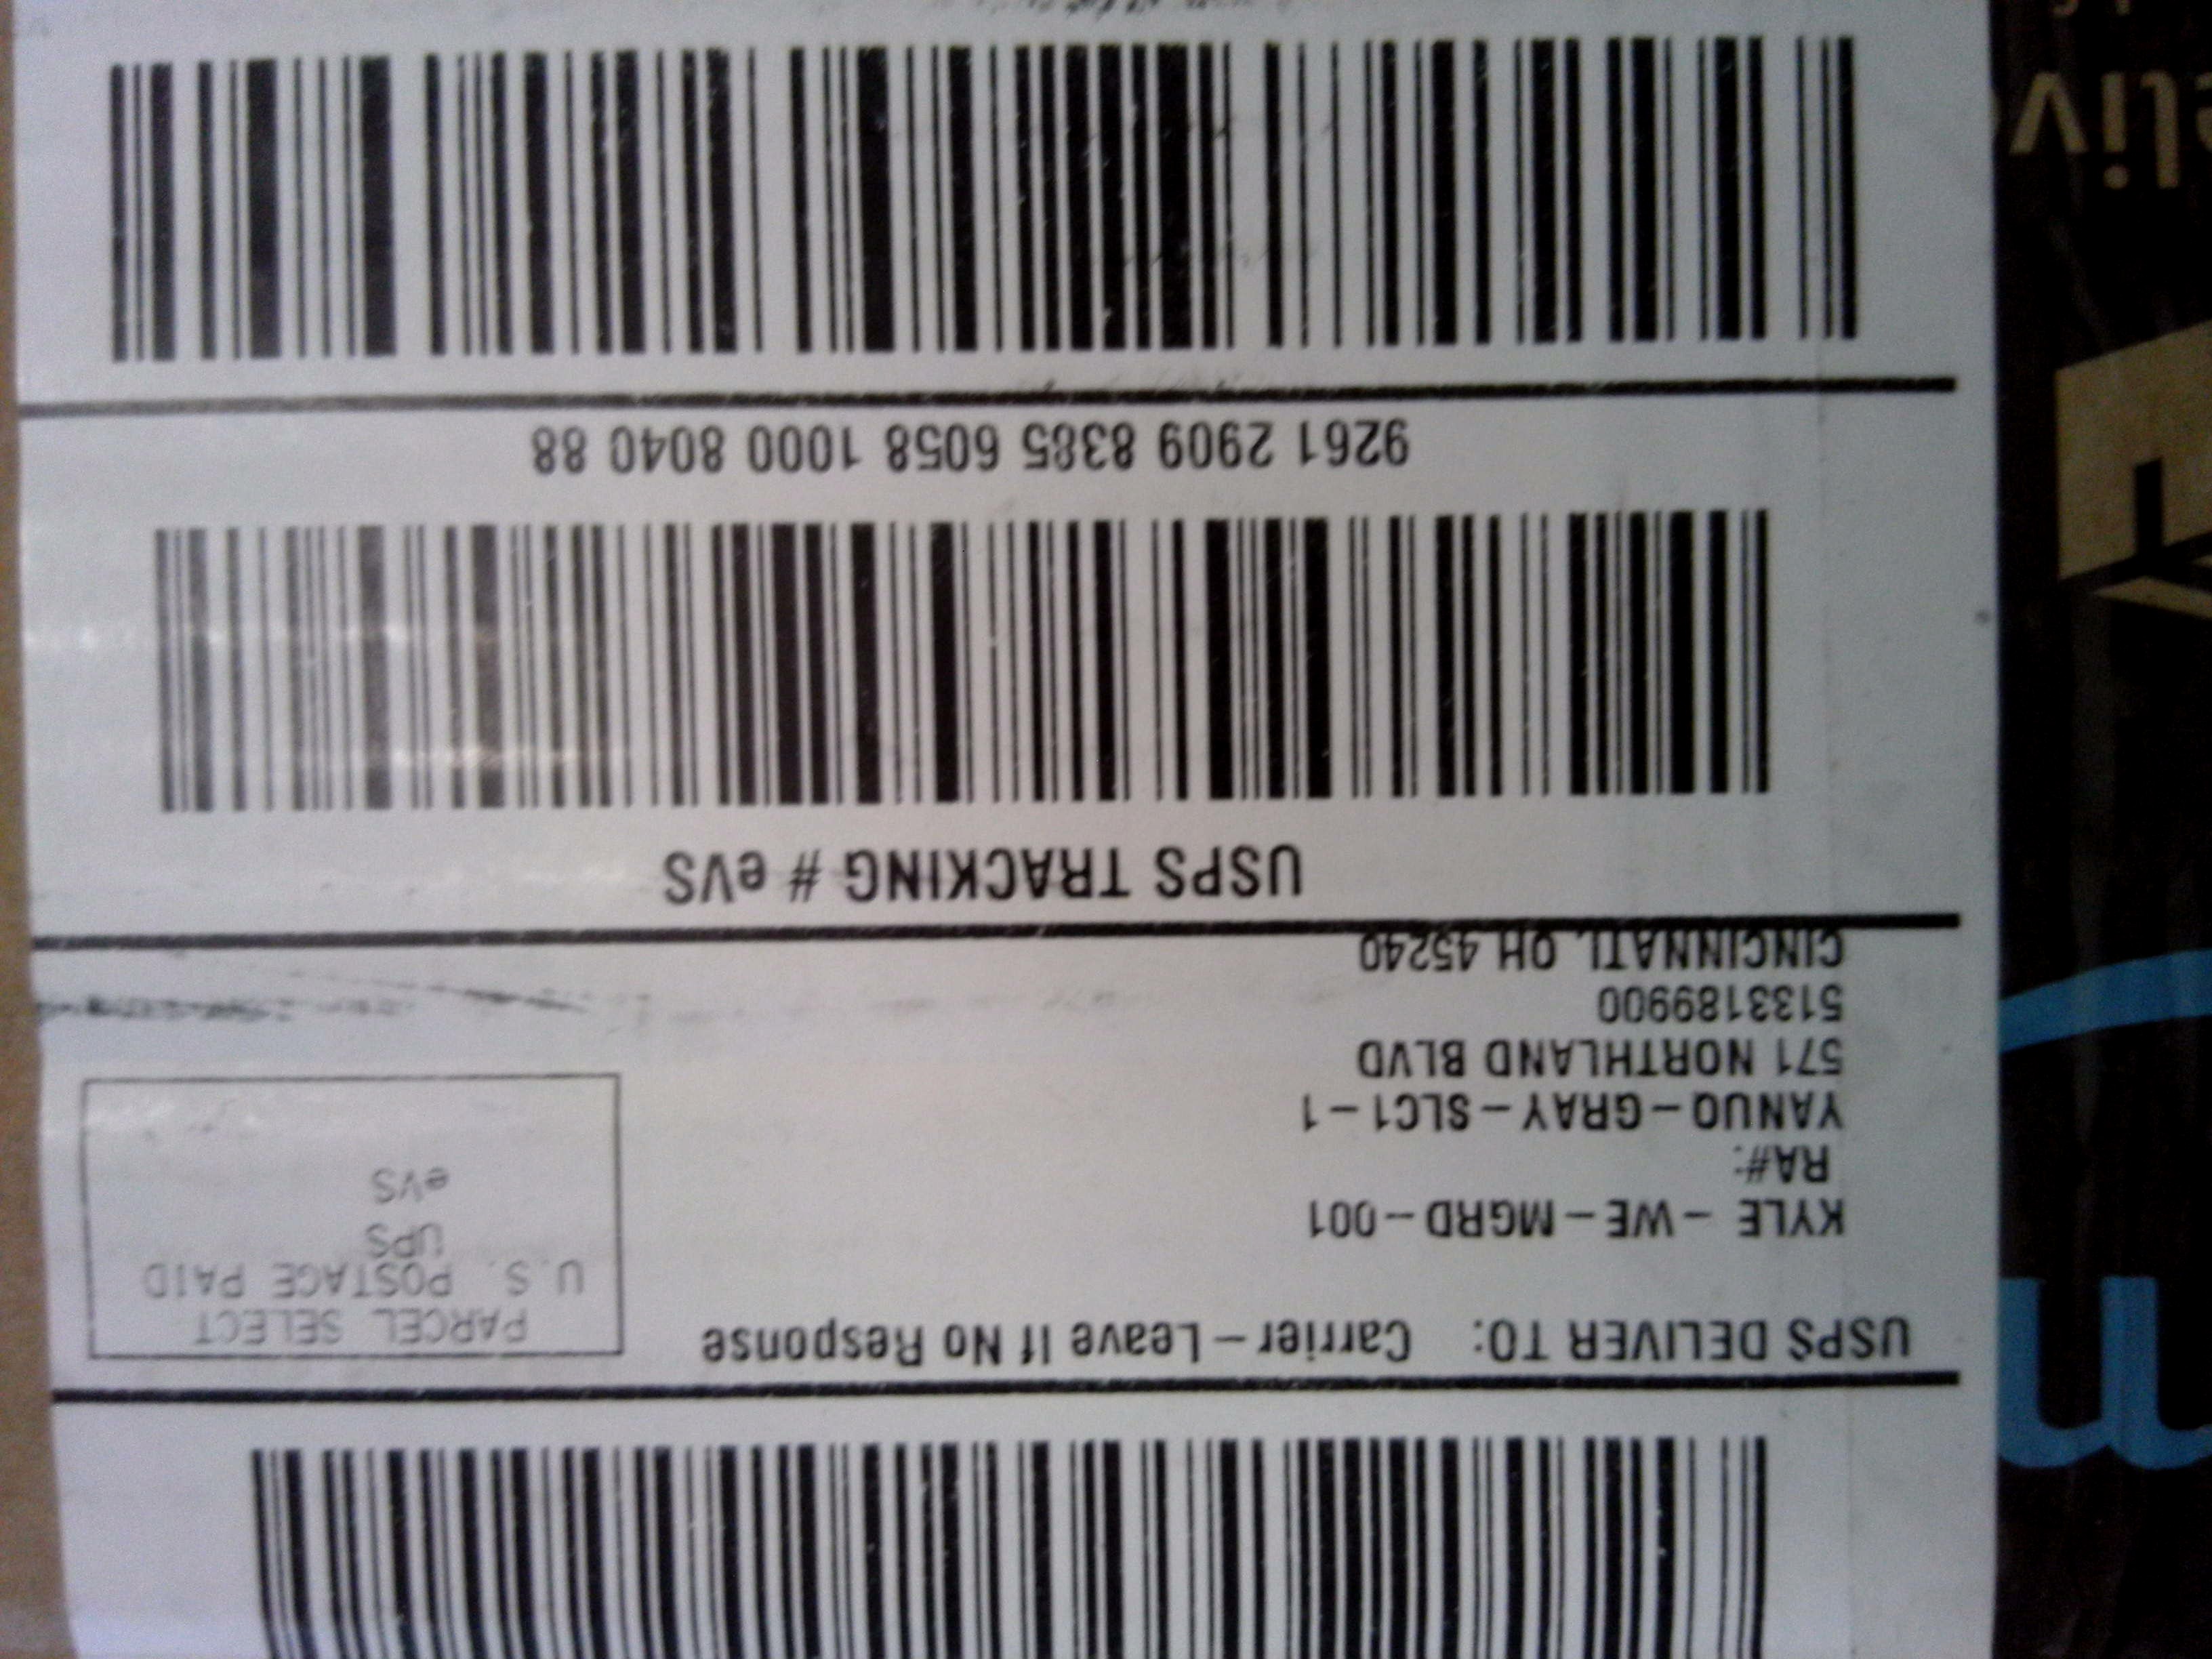 USPS DELIVER TO: Carrier-Leave If No Response
PARCEL SELECT
U.S. POSTAGE PAID
UPS
eVS
KYLE - WE-MGRD-001
RA#:
YANUQ-GRAY-SLC1-1
571 NORTHLAND BLVD
5133189900
CINCINNATI, OH 45240
USPS TRACKING # eVS
9261 2909 8385 6058 1000 8040 88
eliv